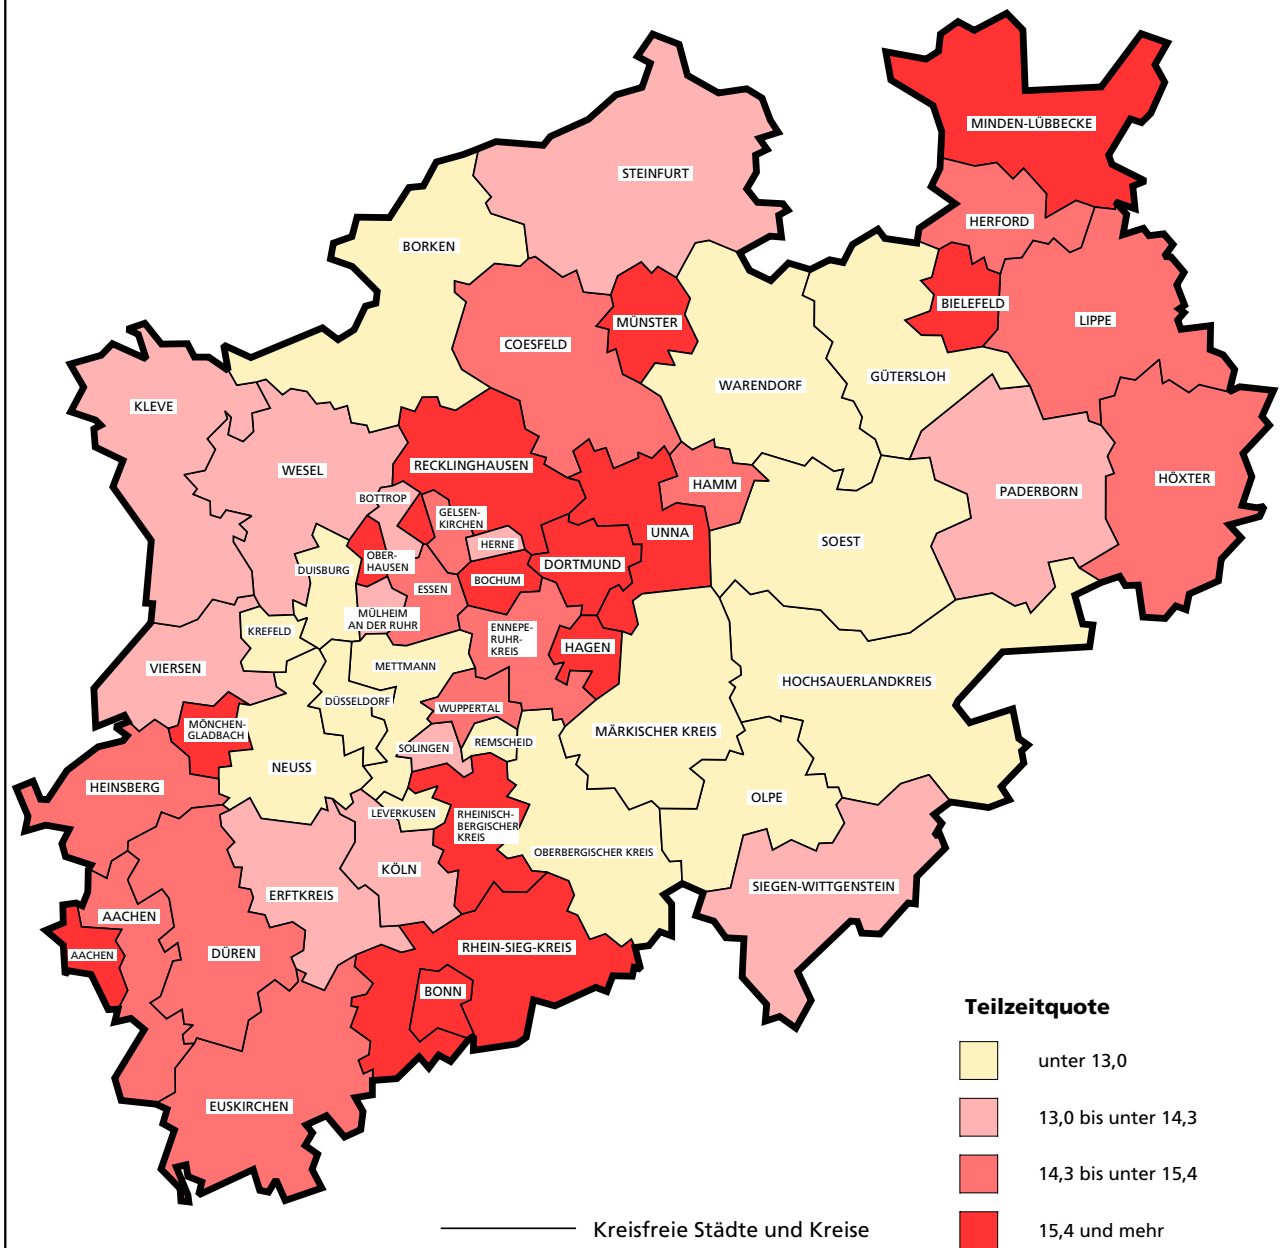 MINDEN-LÜBBECKE
STEINFURT
HERFORD
BORKEN
BIELEFELD
MÜNSTER
LIPPE
COESFELD
GÜTERSLOH
WARENDORF
KLEVE
RECKLINGHAUSEN
WESEL
HÖXTER
HAMM
PADERBORN
BOTTROP
GELSEN-
KIRCHEN
UNNA
SOEST
HERNE
OBER-
HAUSEN
DORTMUND
DUISBURG
BOCHUM
ESSEN
MÜLHEIM
AN DER RUHR
KREFELD
ENNEPE-
RUHR-
KREIS
HAGEN
METTMANN
VIERSEN
HOCHSAUERLANDKREIS
DÜSSELDORF
WUPPERTAL
MÖNCHEN-
GLADBACH
MÄRKISCHER KREIS
REMSCHEID
SOLINGEN
NEUSS
HEINSBERG
OLPE
LEVERKUSEN
RHEINISCH-
BERGISCHER
KREIS
OBERBERGISCHER KREIS
KÖLN
SIEGEN-WITTGENSTEIN
ERFTKREIS
AACHEN
RHEIN-SIEG-KREIS
DÜREN
AACHEN
BONN
EUSKIRCHEN
Teilzeitquote
unter 13,0
13,0 bis unter 14,3
14,3 bis unter 15,4
15,4 und mehr
Kreisfreie Städte und Kreise